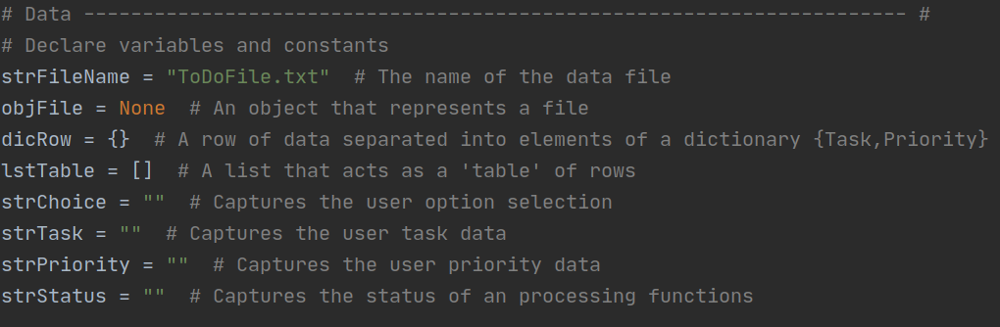 # Data ---------------------------------------------------------------------- #
# Declare variables and constants
strFileName = "ToDoFile.txt"  # The name of the data file
objFile = None  # An object that represents a file
dicRow = {}  # A row of data separated into elements of a dictionary {Task,Priority}
lstTable = []  # A list that acts as a 'table' of rows
strChoice = ""  # Captures the user option selection
strTask = ""  # Captures the user task data
strPriority = ""  # Captures the user priority data
strStatus = ""  # Captures the status of an processing functions